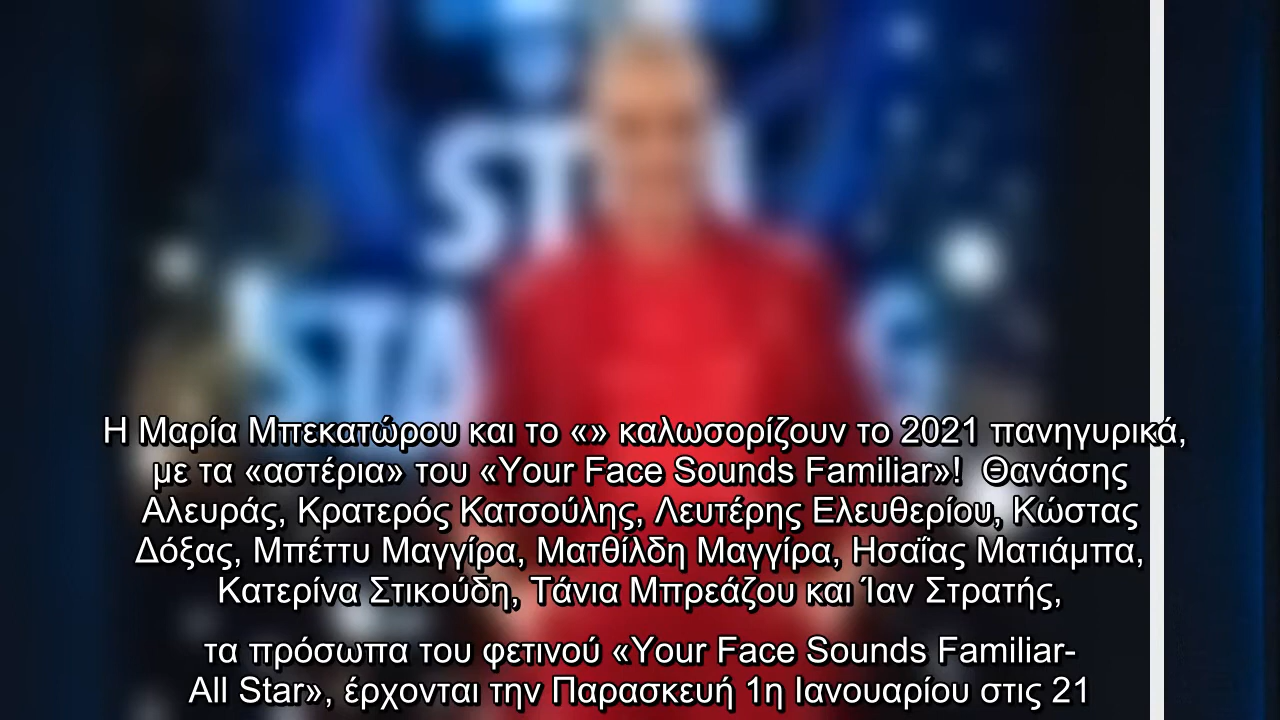 Η Μαρία Μπεκατώρου και το «» καλωσορίζουν το 2021 πανηγυρικά,
με τα «αστέρια» του «Your Face Sounds Familiar»!  Θανάσης
Αλευράς, Κρατερός Κατσούλης, Λευτέρης Ελευθερίου, Κώστας
Δόξας, Μπέττυ Μαγγίρα, Ματθίλδη Μαγγίρα, Ησαΐας Ματιάμπα,
Κατερίνα Στικούδη, Τάνια Μπρεάζου και Ίαν Στρατής,
τα πρόσωπα του φετινού «Your Face Sounds Familiar-
All Star», έρχονται την Παρασκευή 1η Ιανουαρίου στις 21